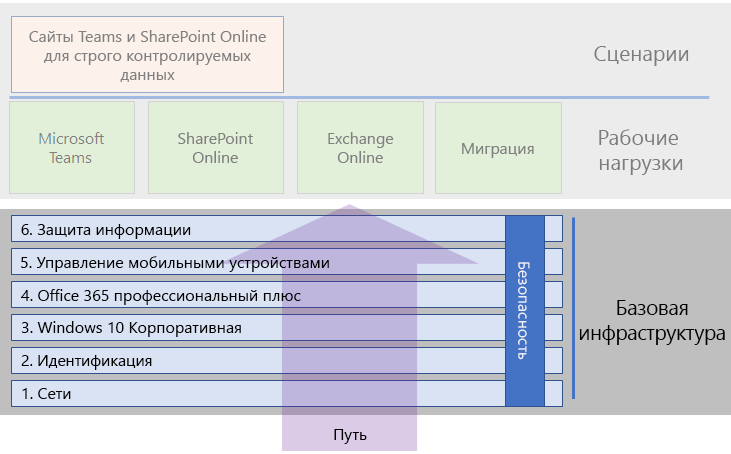 Сайты Teams и SharePoint Online
для строго контролируемых
данных
Сценарии
Microsoft
Teams
SharePoint
Online
Exchange
Online
Миграция
Рабочие
нагрузки
6. Защита информации
5. Управление мобильными устройствами
4. Office 365 профессиональный плюс
3. Windows 10 Корпоративная
2. Идентификация
1. Сети
Безопасность
Базовая
инфраструктура
Путь